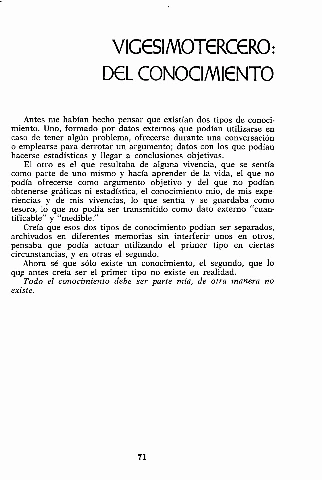 VIGESIMOTERCERO:
DEL CONOCIMIENTO
Antes me habían hecho pensar que existían dos tipos de conoci-
miento. Uno, formado por datos externos que podían utilizarse en
caso de tener algún problema, ofrecerse durante una conversación
o emplearse para derrotar un argumento; datos con los que podían
hacerse estadísticas y llegar a conclusiones objetivas.
El otro es el que resultaba de alguna vivencia, que se sentía
como parte de uno mismo y hacía aprender de la vida, el que no
podía ofrecerse como argumento objetivo y del que no podían
obtenerse gráficas ni estadística, el conocimiento mío, de mis expe
riencias y de mis vivencias, lo que sentía y se guardaba como
tesoro, lo que no podía ser transmitido como dato externo "cuan-
tificable" y "medible."
Creía que esos dos tipos de conocimiento podían ser separados,
archivados en diferentes memorias sin interferir unos en otros,
pensaba que podía actuar utilizando el primer tipo en ciertas
circunstancias, y en otras el segundo.
Ahora sé que sólo existe un conocimiento, el segundo, que lo
que antes creía ser el primer tipo no existe en realidad.
Todo el conocimiento debe ser parte mía, de otra manera no
existe.
71